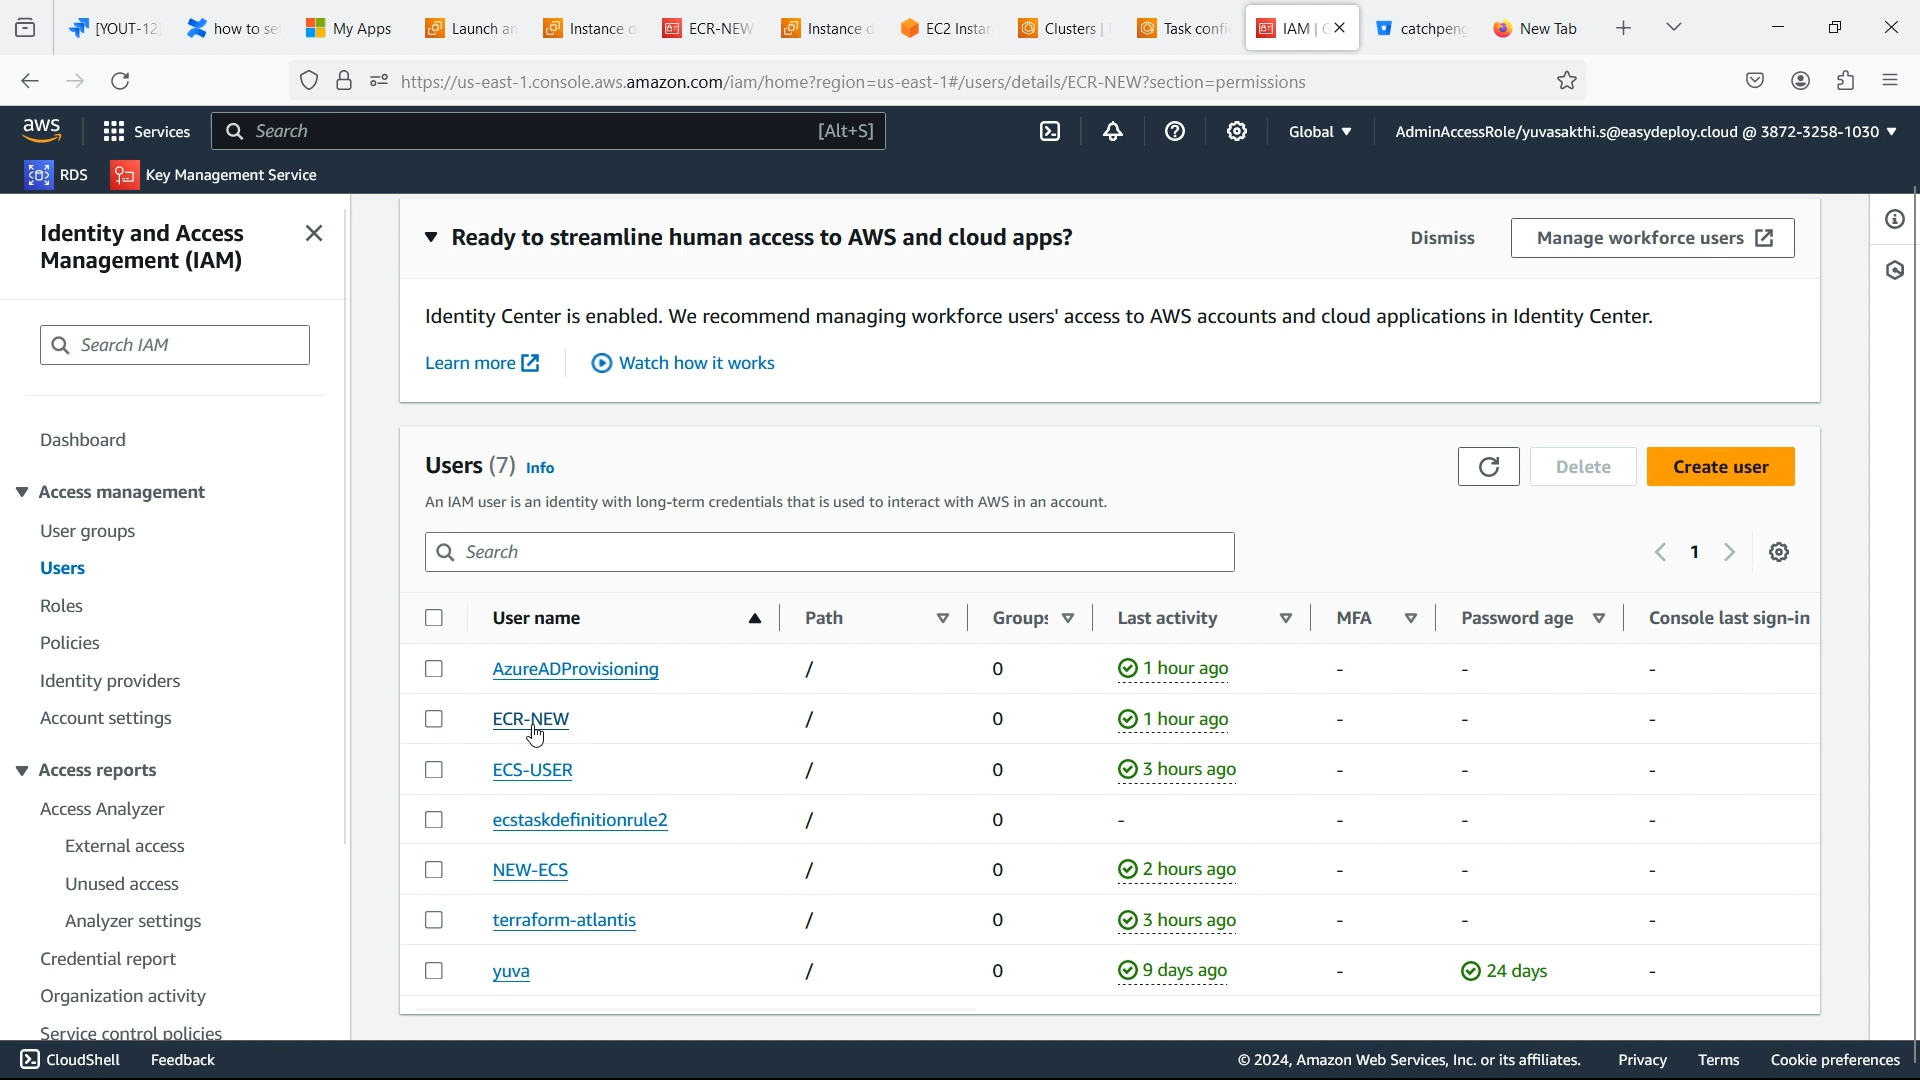 [YOUT-12
how to se
My Apps
Launch an
Instance d
ECR-NEW
Instance d
EC2 Instan
Clusters |
Task confi
IAM | G
catchpeng
New Tab
https://us-east-1.console.aws.amazon.com/iam/home?region=us-east-1#/users/details/ECR-NEW?section=permissions
aws
Services
Search
[Alt+S]
Global
AdminAccessRole/yuvasakthi.s@easydeploy.cloud @ 3872-3258-1030
RDS
Key Management Service
Identity and Access
Management (IAM)
Search IAM
Dashboard
Access management
User groups
Users
Roles
Policies
Identity providers
Account settings
Access reports
Access Analyzer
External access
Unused access
Analyzer settings
Credential report
Organization activity
Service control policies
Ready to streamline human access to AWS and cloud apps?
Dismiss
Manage workforce users
Identity Center is enabled. We recommend managing workforce users' access to AWS accounts and cloud applications in Identity Center.
Learn more
Watch how it works
Users (7) Info
Delete
Create user
An IAM user is an identity with long-term credentials that is used to interact with AWS in an account.
Search
1
User name Path Groups Last activity MFA Password age Console last sign-in
AzureADProvisioning / 0 1 hour ago - - -
ECR-NEW / 0 1 hour ago - - -
ECS-USER / 0 3 hours ago - - -
ecstaskdefinitionrule2 / 0 - - - -
NEW-ECS / 0 2 hours ago - - -
terraform-atlantis / 0 3 hours ago - - -
yuva / 0 9 days ago - 24 days -
CloudShell
Feedback
© 2024, Amazon Web Services, Inc. or its affiliates.
Privacy
Terms
Cookie preferences